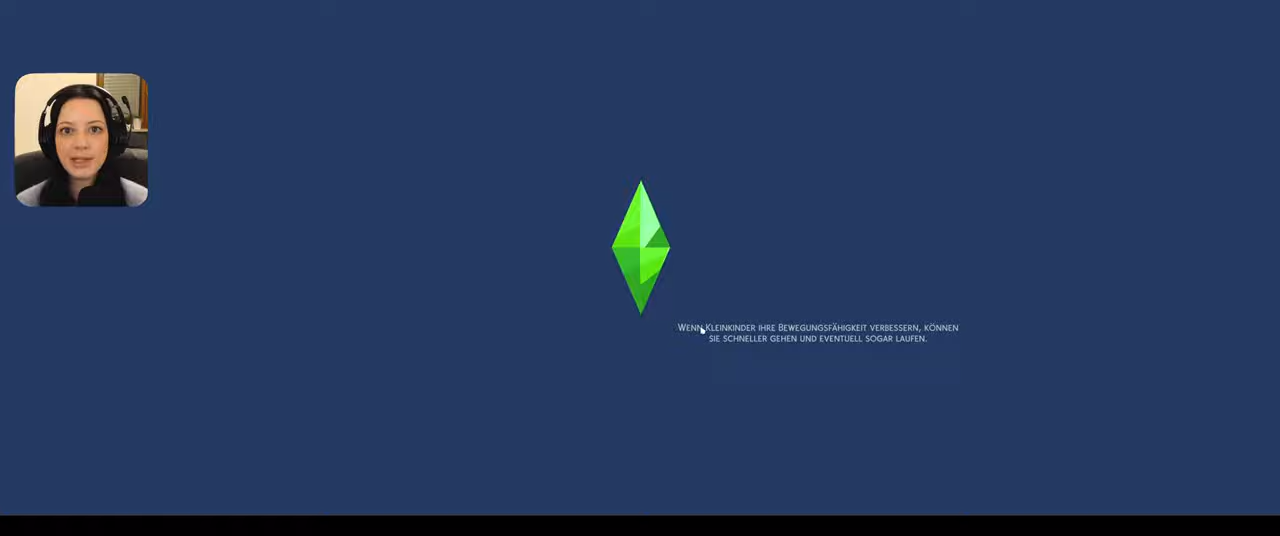 Wenn Kleinkinder ihre Bewegungsfähigkeit verbessern, können
sie schneller gehen und eventuell sogar laufen.